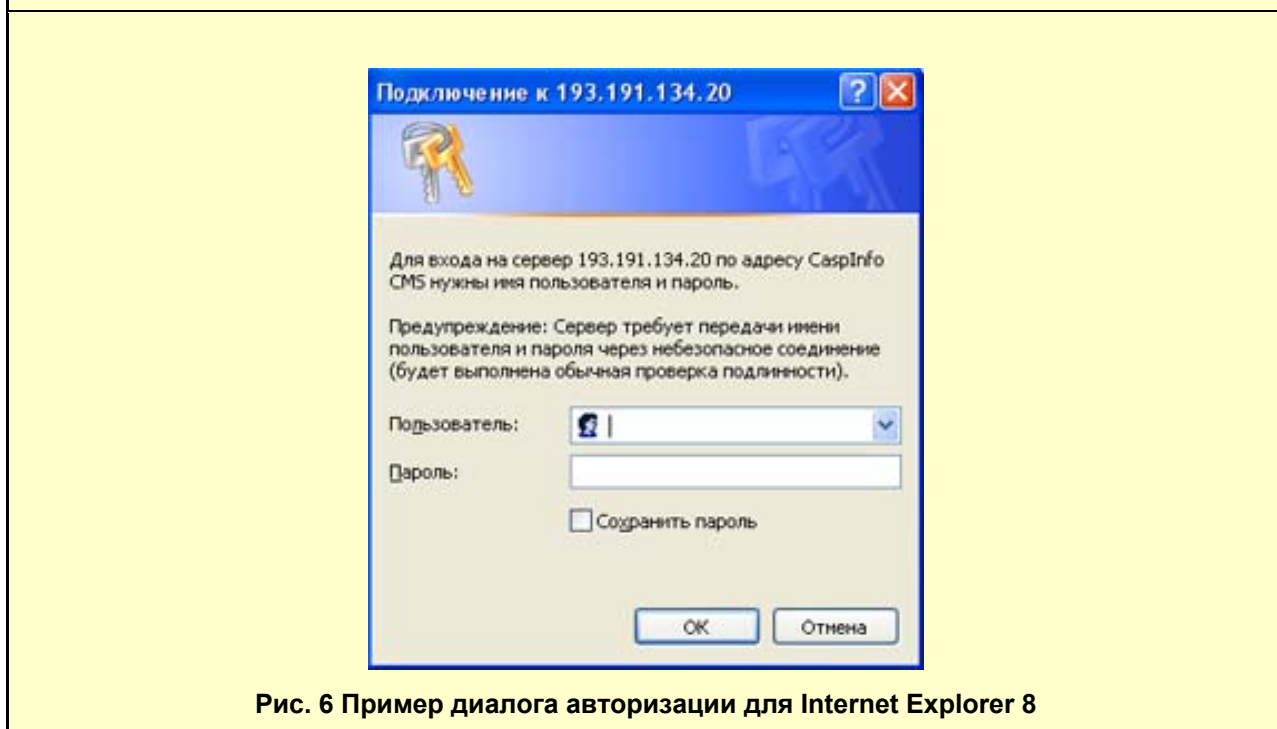 Подключение к 193.191.134.20
Для входа на сервер 193.191.134.20 по адресу CaspInfo
CMS нужны имя пользователя и пароль.
Предупреждение: Сервер требует передачи имени
пользователя и пароля через небезопасное соединение
(будет выполнена обычная проверка подлинности).
Пользователь:
Пароль:
Сохранить пароль
ОК
Отмена
Рис. 6 Пример диалога авторизации для Internet Explorer 8